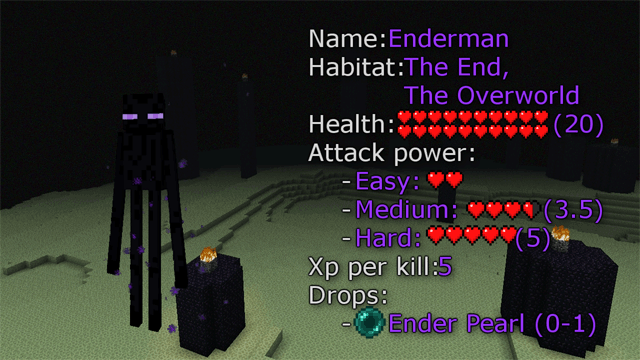 Name:Enderman
Habitat:The End,
The Overworld
Health: (20)
Attack power:
-Easy:
-Medium: (3.5)
-Hard: (5)
Xp per kill:5
Drops:
- Ender Pearl (0-1)